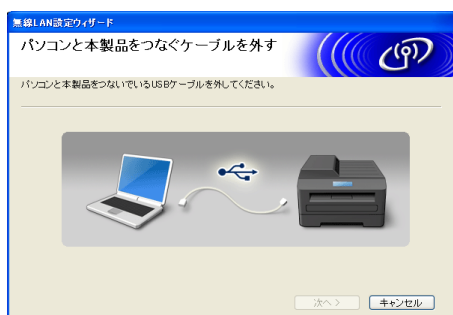 無線LAN設定ウィザード
パソコンと本製品をつなぐケーブルを外す
パソコンと本製品をつないでいるUSBケーブルを外してください。
次へ >
キャンセル